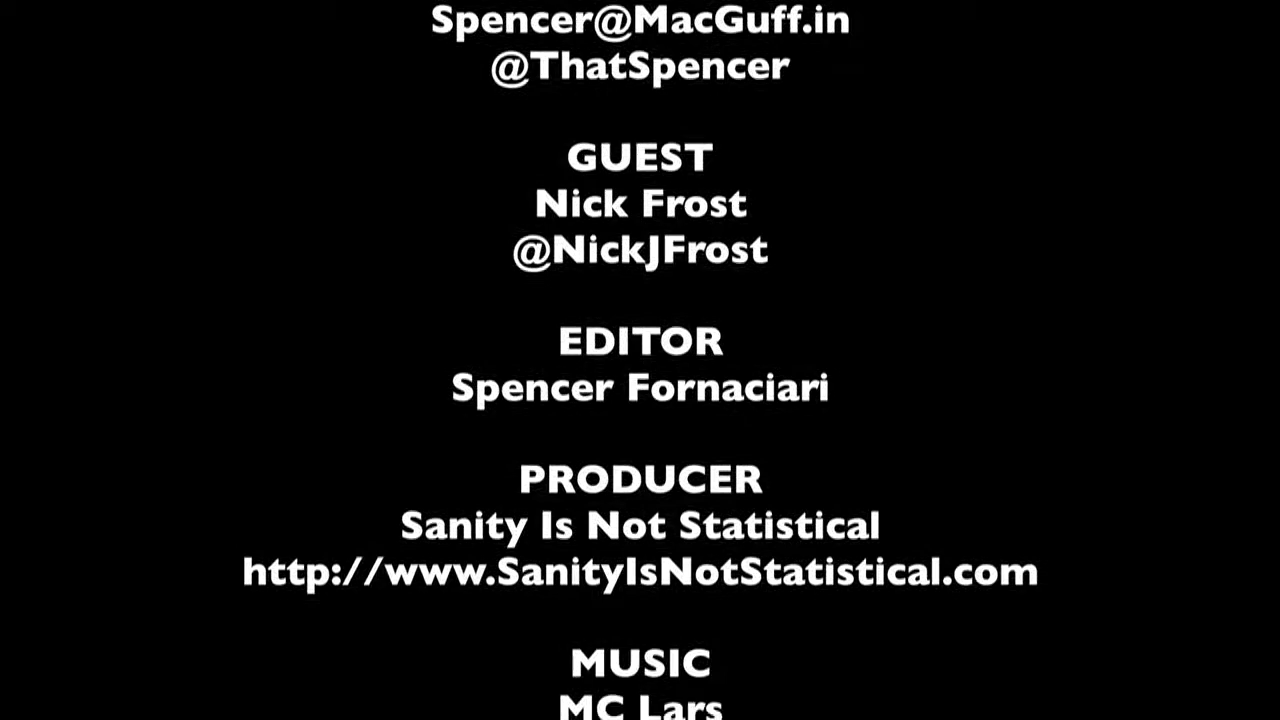 Spencer@MacGuff.in
@ThatSpencer
GUEST
Nick Frost
@NickJFrost
EDITOR
Spencer Fornaciari
PRODUCER
Sanity Is Not Statistical
http://www.SanityIsNotStatistical.com
MUSIC
MC Lars